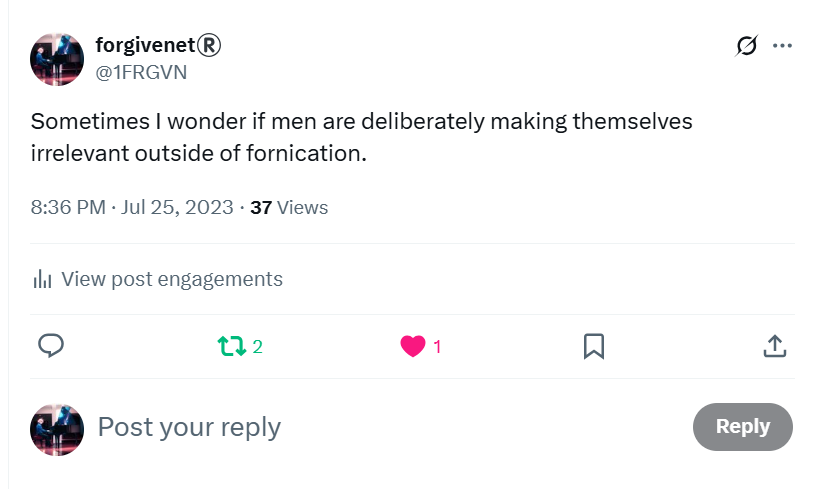 forgivenet®
@1FRGVN
Sometimes I wonder if men are deliberately making themselves
irrelevant outside of fornication.
8:36 PM · Jul 25, 2023 · 37 Views
View post engagements
2
1
Post your reply
Reply